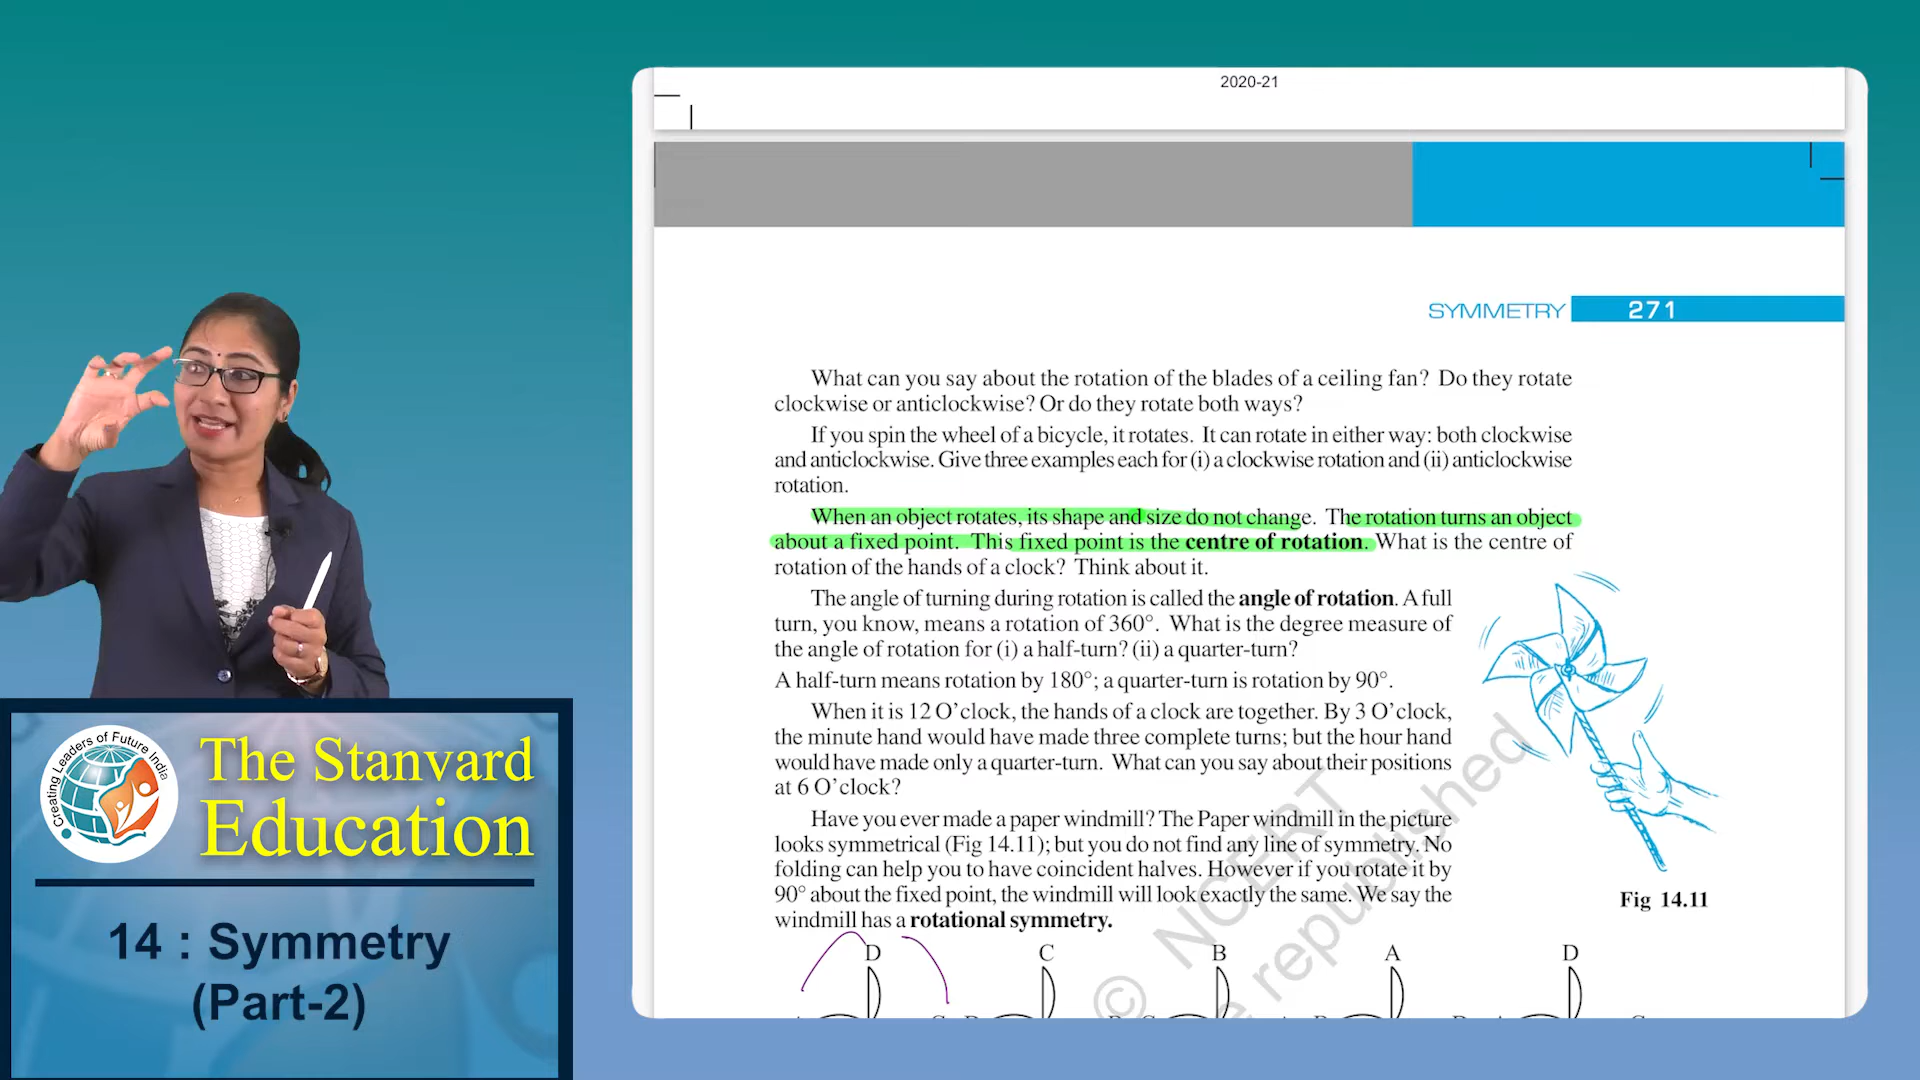 2020-21
SYMMETRY 271
What can you say about the rotation of the blades of a ceiling fan? Do they rotate
clockwise or anticlockwise? Or do they rotate both ways?
If you spin the wheel of a bicycle, it rotates. It can rotate in either way: both clockwise
and anticlockwise. Give three examples each for (i) a clockwise rotation and (ii) anticlockwise
rotation.
When an object rotates, its shape and size do not change. The rotation turns an object
about a fixed point. This fixed point is the centre of rotation. What is the centre of
rotation of the hands of a clock? Think about it.
The angle of turning during rotation is called the angle of rotation. A full
turn, you know, means a rotation of 360°. What is the degree measure of
the angle of rotation for (i) a half-turn? (ii) a quarter-turn?
A half-turn means rotation by 180°; a quarter-turn is rotation by 90°.
When it is 12 O'clock, the hands of a clock are together. By 3 O'clock,
the minute hand would have made three complete turns; but the hour hand
would have made only a quarter-turn. What can you say about their positions
at 6 O'clock?
Have you ever made a paper windmill? The Paper windmill in the picture
looks symmetrical (Fig 14.11); but you do not find any line of symmetry. No
folding can help you to have coincident halves. However if you rotate it by
90° about the fixed point, the windmill will look exactly the same. We say the
windmill has a rotational symmetry.
Fig 14.11
D C B A D
© NCERT
republished
Creating Leaders of Future India
The Stanvard
Education
14 : Symmetry
(Part-2)